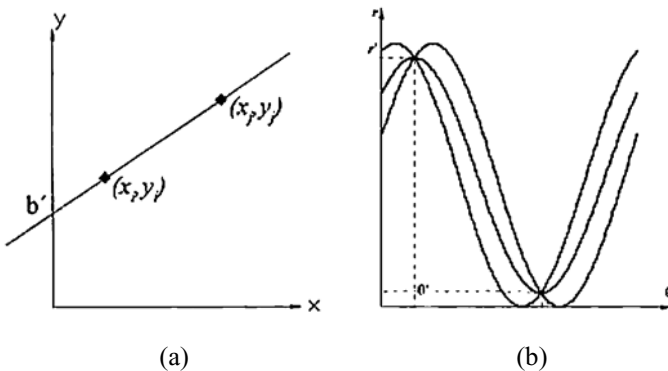 y
(x_j, y_j)
(x_i, y_i)
b′
x
(a)
r
r′
θ′
(b)